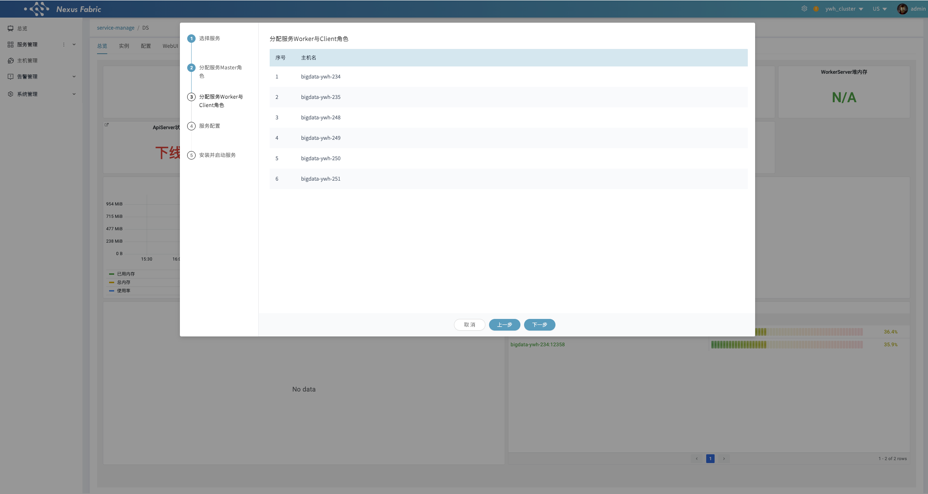 Nexus Fabric
ywh_cluster
US
admin
总览
服务管理
主机管理
告警管理
系统管理
service-manage / DS
总览 实例 配置 WebUI
WorkerServer堆内存
N/A
ApiServer状
下线
954 MiB
715 MiB
477 MiB
238 MiB
0 B
15:30
16:0
已用内存
总内存
使用率
No data
36.4%
bigdata-ywh-234:12358
35.9%
1
1 - 2 of 2 rows
1 选择服务
2 分配服务Master角
色
3 分配服务Worker与
Client角色
4 服务配置
5 安装并启动服务
分配服务Worker与Client角色
序号 主机名
1 bigdata-ywh-234
2 bigdata-ywh-235
3 bigdata-ywh-248
4 bigdata-ywh-249
5 bigdata-ywh-250
6 bigdata-ywh-251
取 消 上一步 下一步